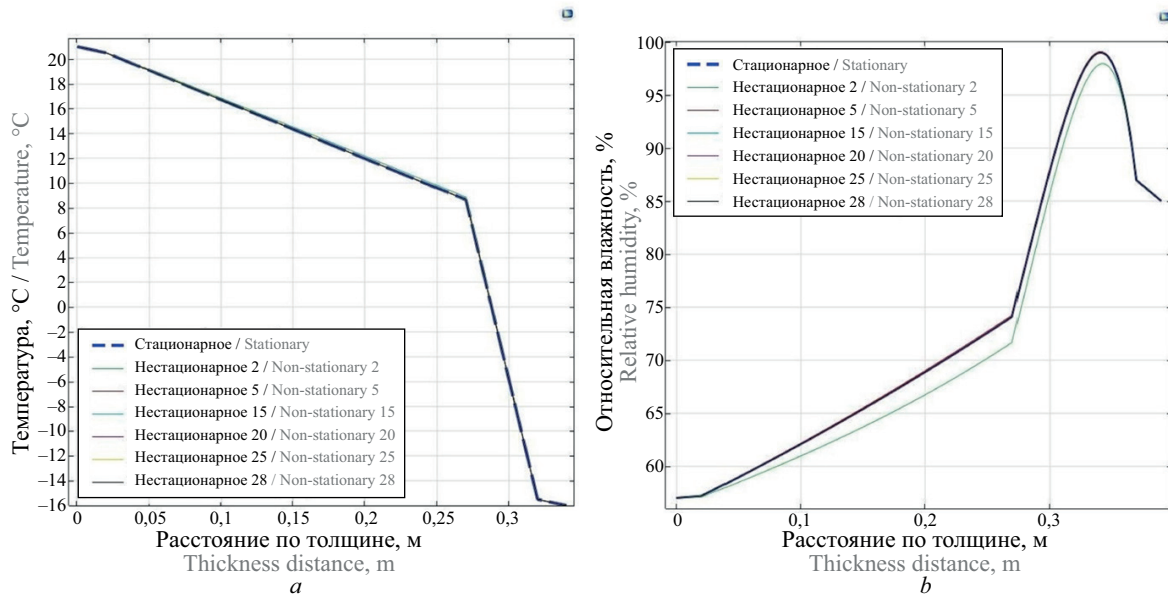 20
18
16
14
12
10
8
6
4
2
0
−2
−4
−6
−8
−10
−12
−14
−16
Температура, °C / Temperature, °C
Стационарное / Stationary
Нестационарное 2 / Non-stationary 2
Нестационарное 5 / Non-stationary 5
Нестационарное 15 / Non-stationary 15
Нестационарное 20 / Non-stationary 20
Нестационарное 25 / Non-stationary 25
Нестационарное 28 / Non-stationary 28
0 0,05 0,1 0,15 0,2 0,25 0,3
Расстояние по толщине, м
Thickness distance, m
a
100
95
90
85
80
75
70
65
60
Относительная влажность, %
Relative humidity, %
Стационарное / Stationary
Нестационарное 2 / Non-stationary 2
Нестационарное 5 / Non-stationary 5
Нестационарное 15 / Non-stationary 15
Нестационарное 20 / Non-stationary 20
Нестационарное 25 / Non-stationary 25
Нестационарное 28 / Non-stationary 28
0 0,1 0,2 0,3
Расстояние по толщине, м
Thickness distance, m
b